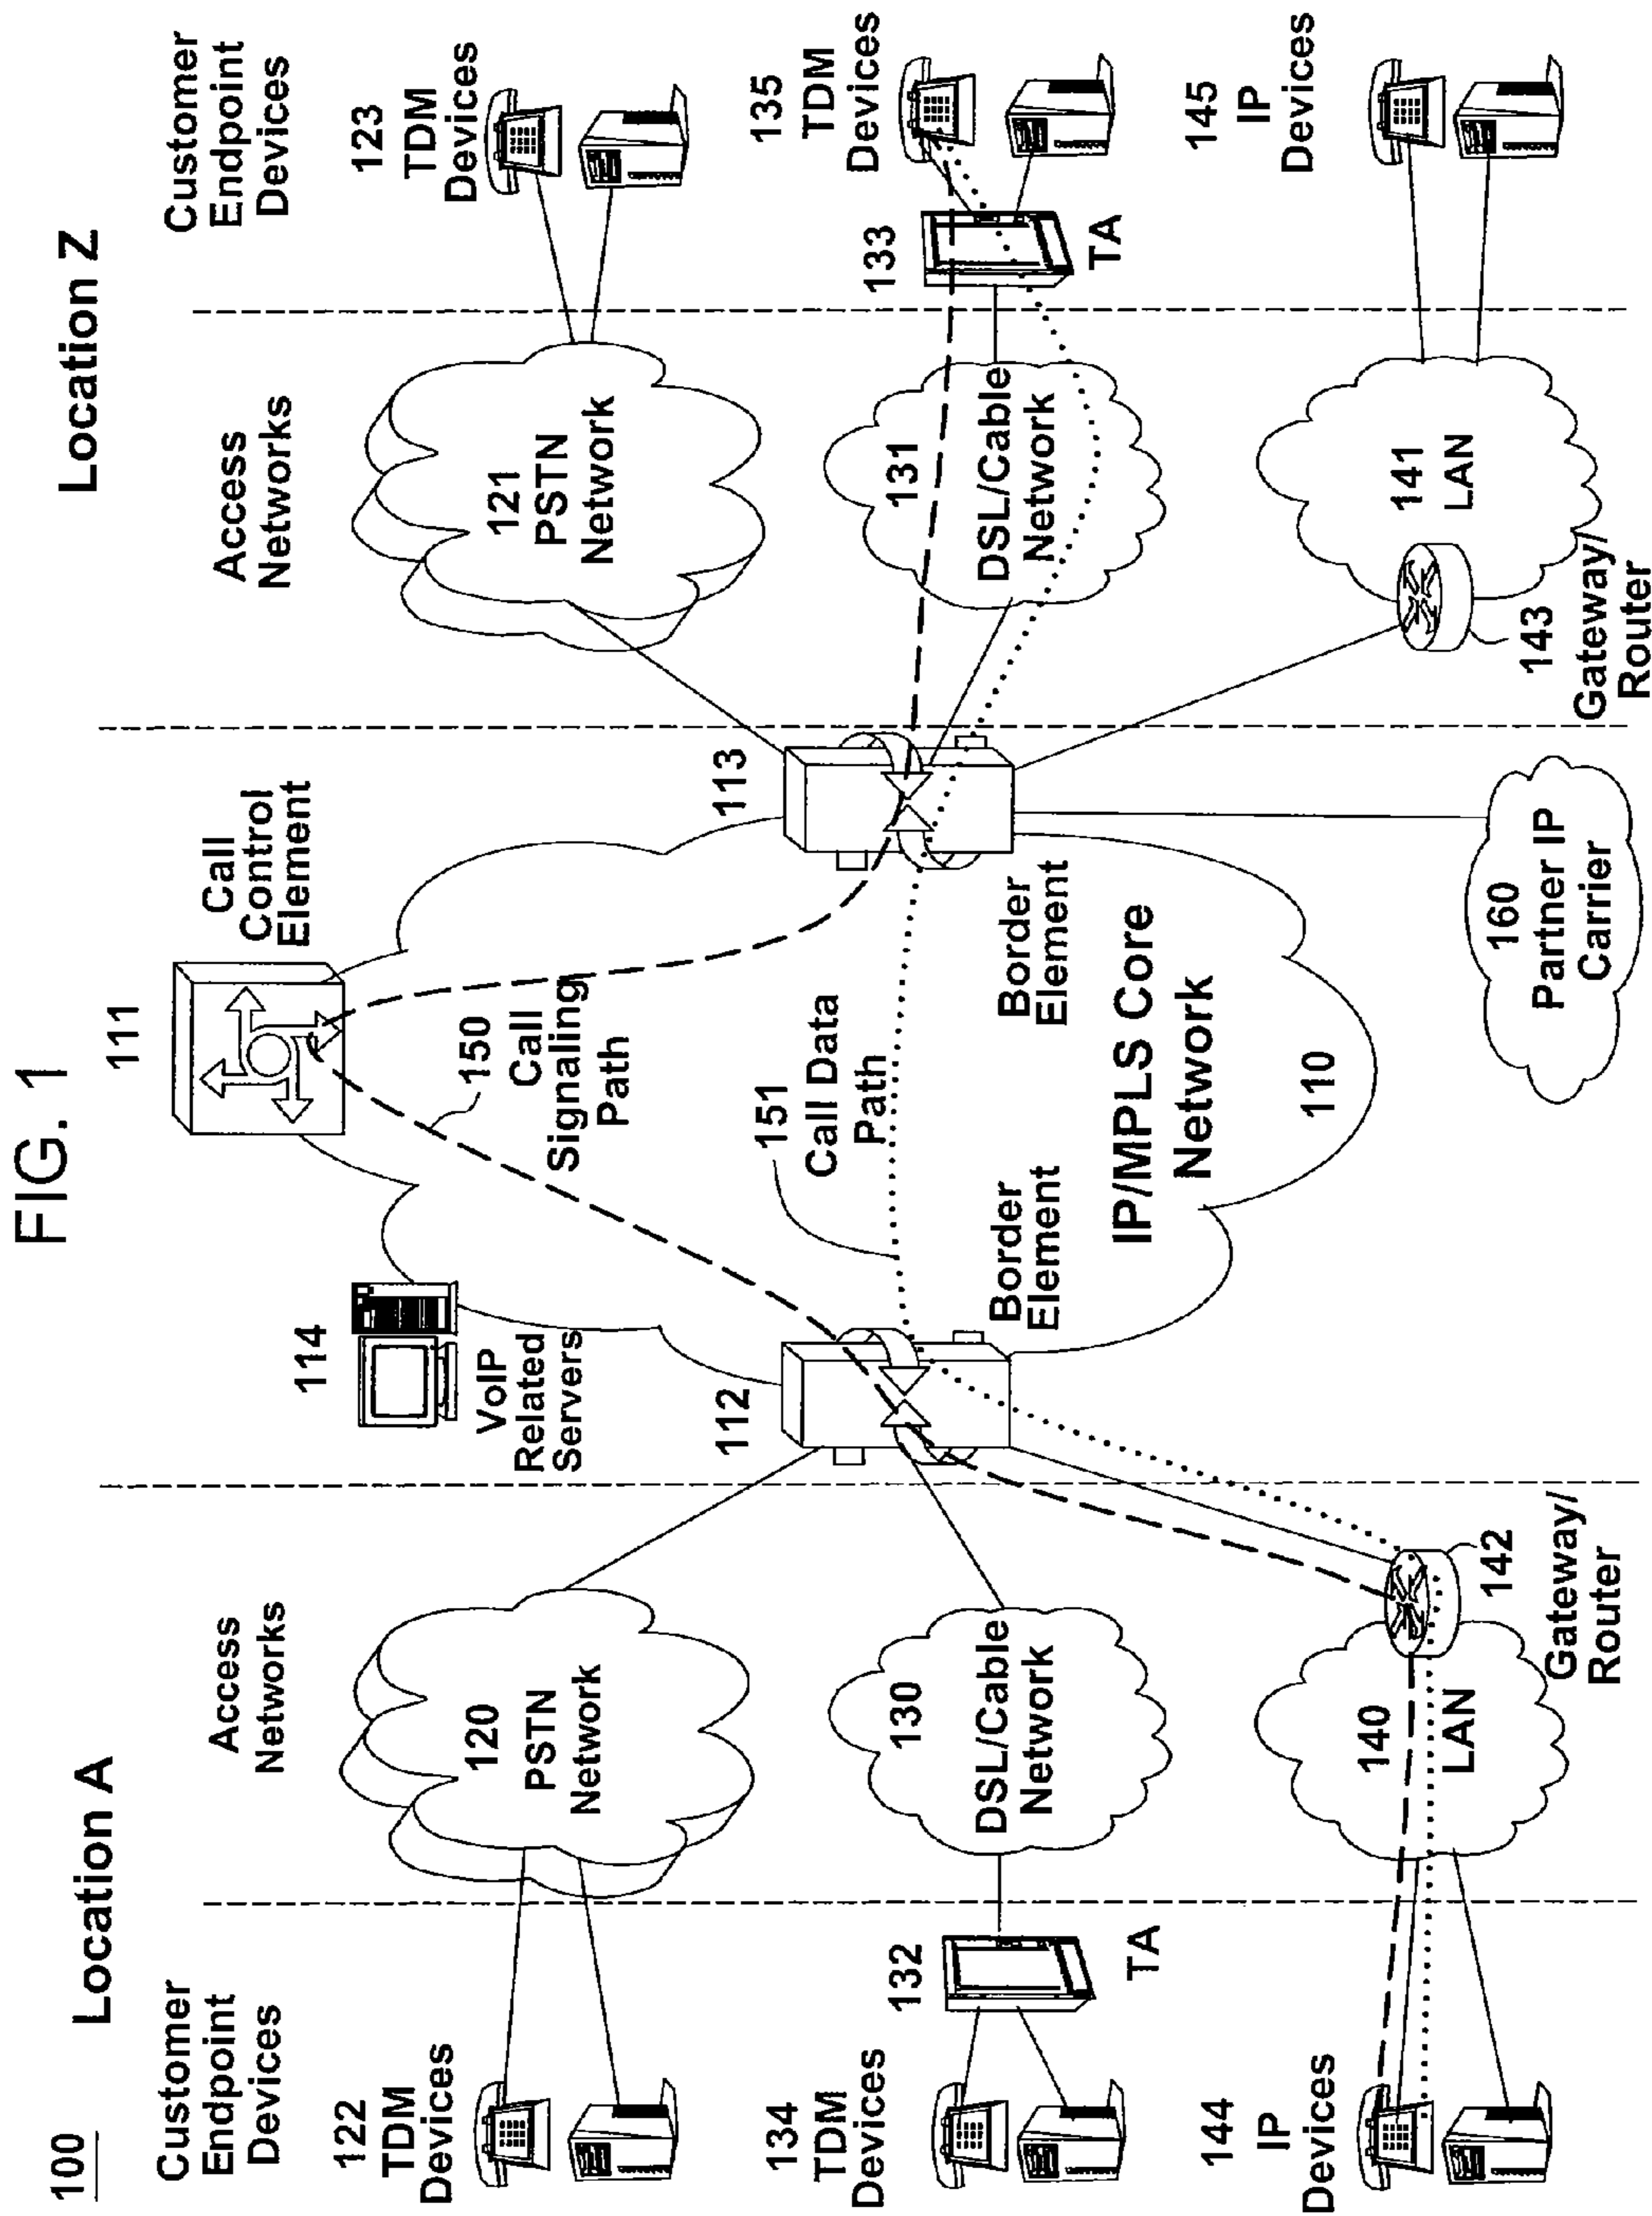 FIG. 1
100
Location A
Location Z
Customer
Endpoint
Devices
Access
Networks
111
Call
Control
Element
Access
Networks
Customer
Endpoint
Devices
122
TDM
Devices
120
PSTN
Network
114
VoIP
Related
Servers
150
Call
Signaling
Path
121
PSTN
Network
123
TDM
Devices
134
TDM
Devices
132
TA
130
DSL/Cable
Network
112
Border
Element
151
Call Data
Path
113
Border
Element
131
DSL/Cable
Network
133
TA
135
TDM
Devices
IP/MPLS Core
Network
110
144
IP
Devices
140
LAN
142
Gateway/
Router
160
Partner IP
Carrier
143
Gateway/
Router
141
LAN
145
IP
Devices